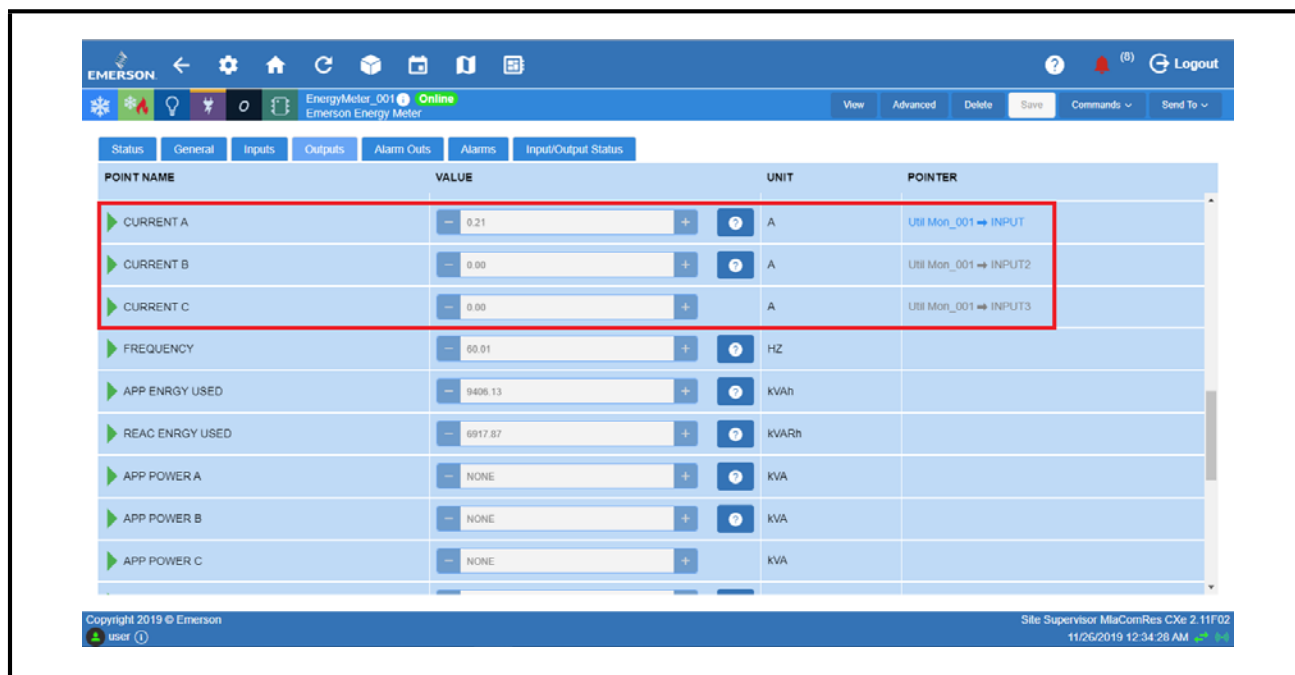 EMERSON
(8) Logout
EnergyMeter_001 Online
Emerson Energy Meter
View Advanced Delete Save Commands Send To
Status General Inputs Outputs Alarm Outs Alarms Input/Output Status
POINT NAME VALUE UNIT POINTER
CURRENT A - 0.21 + ? A Util Mon_001 ➡ INPUT
CURRENT B - 0.00 + ? A Util Mon_001 ➡ INPUT2
CURRENT C - 0.00 + A Util Mon_001 ➡ INPUT3
FREQUENCY - 60.01 + ? HZ
APP ENRGY USED - 9406.13 + ? kVAh
REAC ENRGY USED - 6917.87 + ? kVARh
APP POWER A - NONE + ? kVA
APP POWER B - NONE + ? kVA
APP POWER C - NONE + kVA
Copyright 2019 © Emerson Site Supervisor MlaComRes CXe 2.11F02
user 11/26/2019 12:34:28 AM